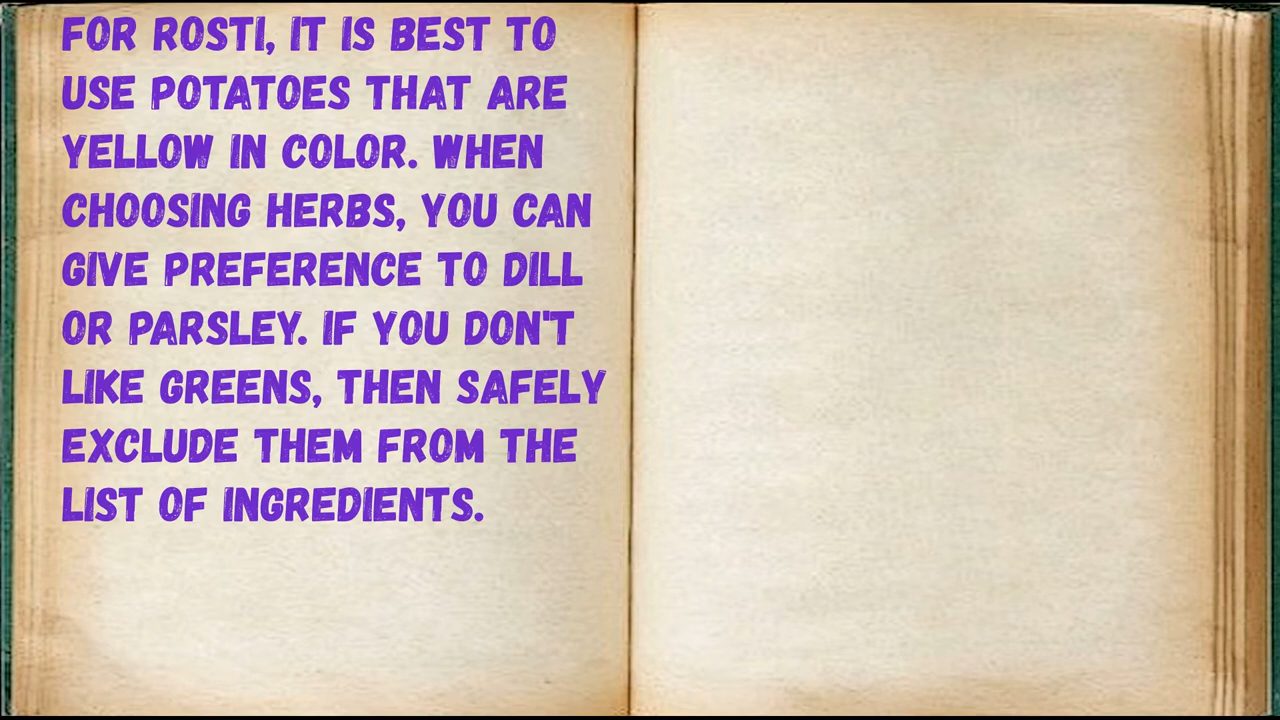 FOR ROSTI, IT IS BEST TO
USE POTATOES THAT ARE
YELLOW IN COLOR. WHEN
CHOOSING HERBS, YOU CAN
GIVE PREFERENCE TO DILL
OR PARSLEY. IF YOU DON'T
LIKE GREENS, THEN SAFELY
EXCLUDE THEM FROM THE
LIST OF INGREDIENTS.